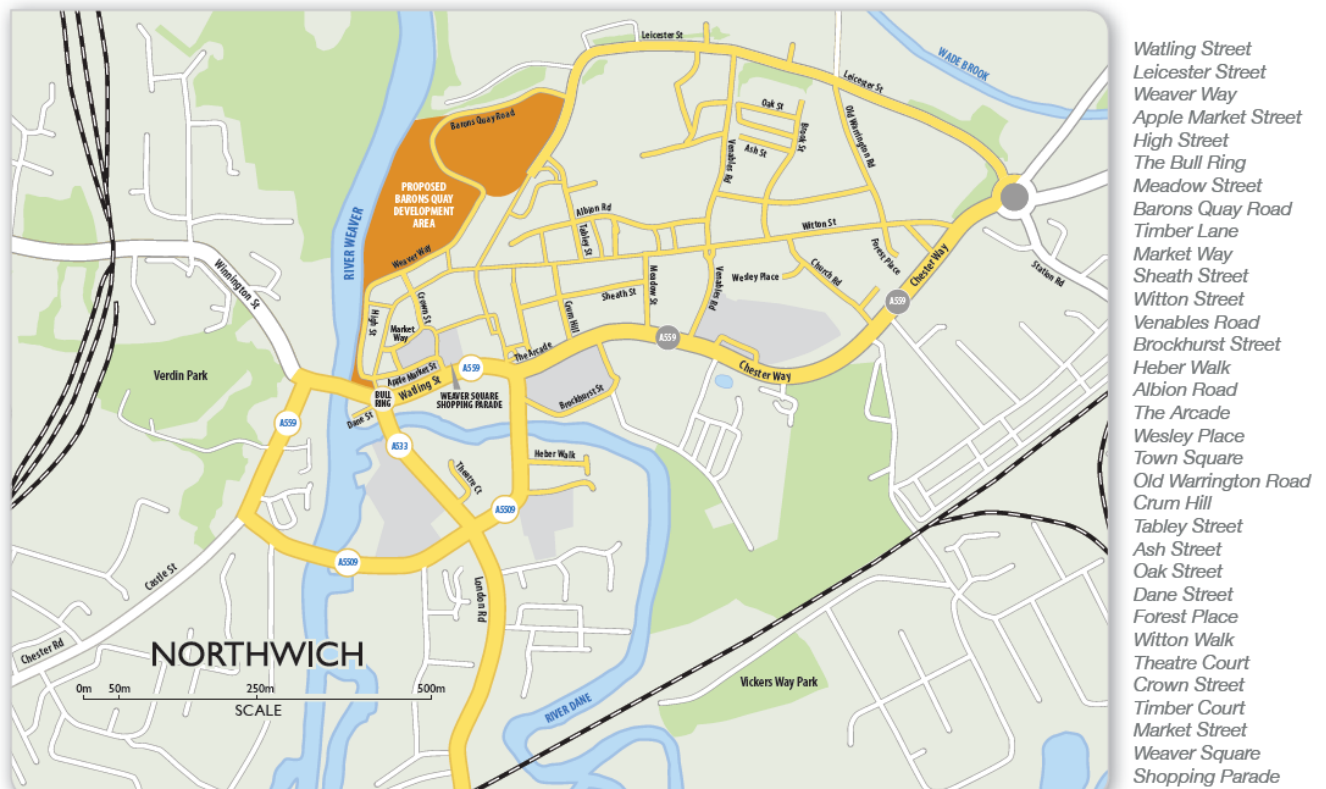 Leicester St
WADE BROOK
Leicester St
Oak St
Barons Quay Road
Brook St
Old Warrington Rd
Ash St
Venables Rd
PROPOSED
BARONS QUAY
DEVELOPMENT
AREA
RIVER WEAVER
Albion Rd
Tabley St
Witton St
Weaver Way
Winnington St
Forest Place
Chester Way
Station Rd
Church Rd
Wesley Place
Venables Rd
Meadow St
Sheath St
Crown St
Crum Hill
High St
Market
Way
A559
A559
The Arcade
A559
Apple Market St
Watling St
Chester Way
Verdin Park
BULL
RING
WEAVER SQUARE
SHOPPING PARADE
Brockhurst St
Dane St
A559
A533
Heber Walk
Theatre Ct
A5509
A5509
Castle St
London Rd
Chester Rd
NORTHWICH
0m
50m
250m
500m
SCALE
Vickers Way Park
RIVER DANE
Watling Street
Leicester Street
Weaver Way
Apple Market Street
High Street
The Bull Ring
Meadow Street
Barons Quay Road
Timber Lane
Market Way
Sheath Street
Witton Street
Venables Road
Brockhurst Street
Heber Walk
Albion Road
The Arcade
Wesley Place
Town Square
Old Warrington Road
Crum Hill
Tabley Street
Ash Street
Oak Street
Dane Street
Forest Place
Witton Walk
Theatre Court
Crown Street
Timber Court
Market Street
Weaver Square
Shopping Parade